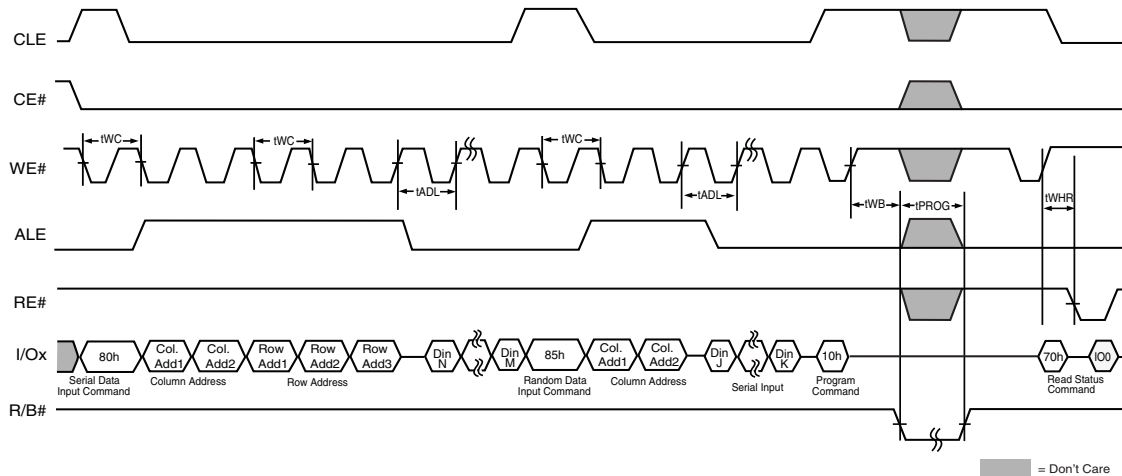 CLE
CE#
tWC
tWC
tWC
WE#
tADL
tADL
tWB
tPROG
tWHR
ALE
RE#
I/Ox
80h
Col. Add1
Col. Add2
Row Add1
Row Add2
Row Add3
Din N
Din M
85h
Col. Add1
Col. Add2
Din J
Din K
10h
70h
IO0
Serial Data Input Command
Column Address
Row Address
Random Data Input Command
Column Address
Serial Input
Program Command
Read Status Command
R/B#
= Don't Care